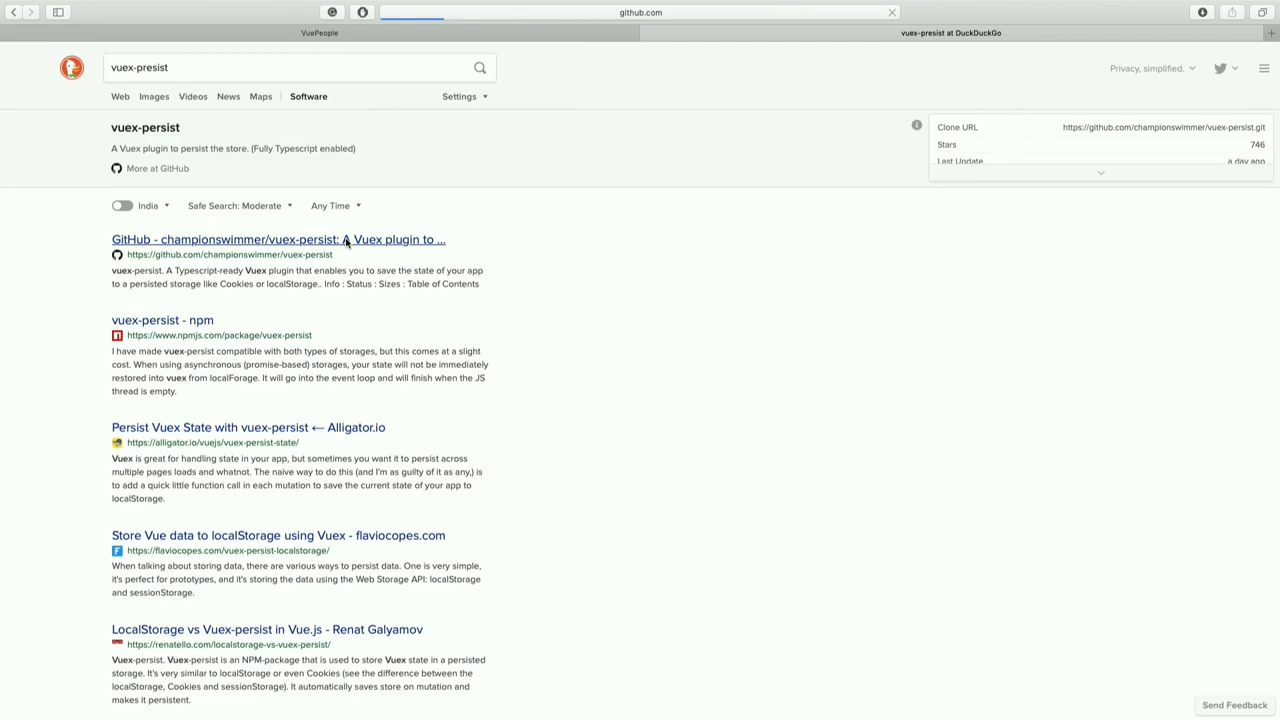 github.com
VuePeople
vuex-presist at DuckDuckGo
vuex-presist
Privacy, simplified.
Web Images Videos News Maps Software Settings
vuex-persist
A Vuex plugin to persist the store. (Fully Typescript enabled)
More at GitHub
Clone URL https://github.com/championswimmer/vuex-persist.git
Stars 746
Last Update a day ago
India Safe Search: Moderate Any Time
GitHub - championswimmer/vuex-persist: A Vuex plugin to ...
https://github.com/championswimmer/vuex-persist
vuex-persist. A Typescript-ready Vuex plugin that enables you to save the state of your app
to a persisted storage like Cookies or localStorage.. Info : Status : Sizes : Table of Contents
vuex-persist - npm
https://www.npmjs.com/package/vuex-persist
I have made vuex-persist compatible with both types of storages, but this comes at a slight
cost. When using asynchronous (promise-based) storages, your state will not be immediately
restored into vuex from localForage. It will go into the event loop and will finish when the JS
thread is empty.
Persist Vuex State with vuex-persist ← Alligator.io
https://alligator.io/vuejs/vuex-persist-state/
Vuex is great for handling state in your app, but sometimes you want it to persist across
multiple pages loads and whatnot. The naive way to do this (and I'm as guilty of it as any,) is
to add a quick little function call in each mutation to save the current state of your app to
localStorage.
Store Vue data to localStorage using Vuex - flaviocopes.com
https://flaviocopes.com/vuex-persist-localstorage/
When talking about storing data, there are various ways to persist data. One is very simple,
it's perfect for prototypes, and it's storing the data using the Web Storage API: localStorage
and sessionStorage.
LocalStorage vs Vuex-persist in Vue.js - Renat Galyamov
https://renatello.com/localstorage-vs-vuex-persist/
Vuex-persist. Vuex-persist is an NPM-package that is used to store Vuex state in a persisted
storage. It's very similar to localStorage or even Cookies (see the difference between the
localStorage, Cookies and sessionStorage). It automatically saves store on mutation and
makes it persistent.
Send Feedback